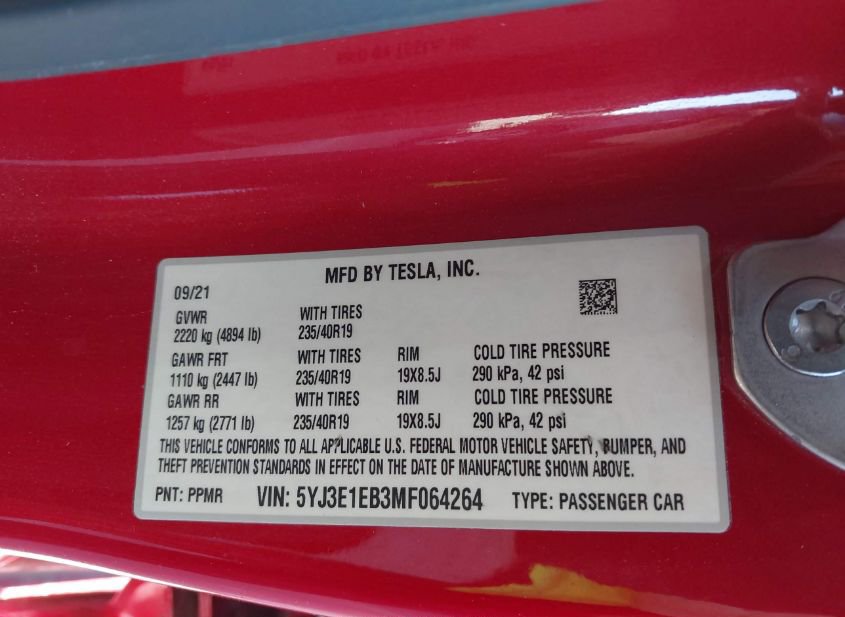 MFD BY TESLA, INC.
09/21
GVWR WITH TIRES
2220 kg (4894 lb) 235/40R19
GAWR FRT WITH TIRES RIM COLD TIRE PRESSURE
1110 kg (2447 lb) 235/40R19 19X8.5J 290 kPa, 42 psi
GAWR RR WITH TIRES RIM COLD TIRE PRESSURE
1257 kg (2771 lb) 235/40R19 19X8.5J 290 kPa, 42 psi
THIS VEHICLE CONFORMS TO ALL APPLICABLE U.S. FEDERAL MOTOR VEHICLE SAFETY, BUMPER, AND
THEFT PREVENTION STANDARDS IN EFFECT ON THE DATE OF MANUFACTURE SHOWN ABOVE.
PNT: PPMR VIN: 5YJ3E1EB3MF064264 TYPE: PASSENGER CAR